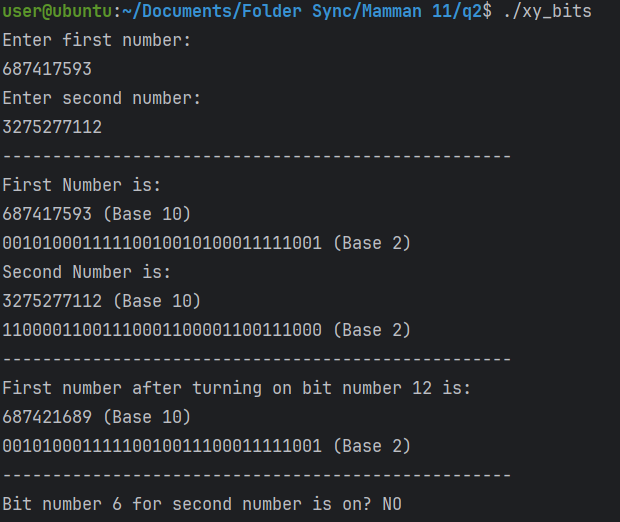 user@ubuntu:~/Documents/Folder Sync/Mamman 11/q2$ ./xy_bits
Enter first number:
687417593
Enter second number:
3275277112
---------------------------------------------------
First Number is:
687417593 (Base 10)
00101000111110010010100011111001 (Base 2)
Second Number is:
3275277112 (Base 10)
11000011001110001100001100111000 (Base 2)
---------------------------------------------------
First number after turning on bit number 12 is:
687421689 (Base 10)
00101000111110010011100011111001 (Base 2)
---------------------------------------------------
Bit number 6 for second number is on? NO